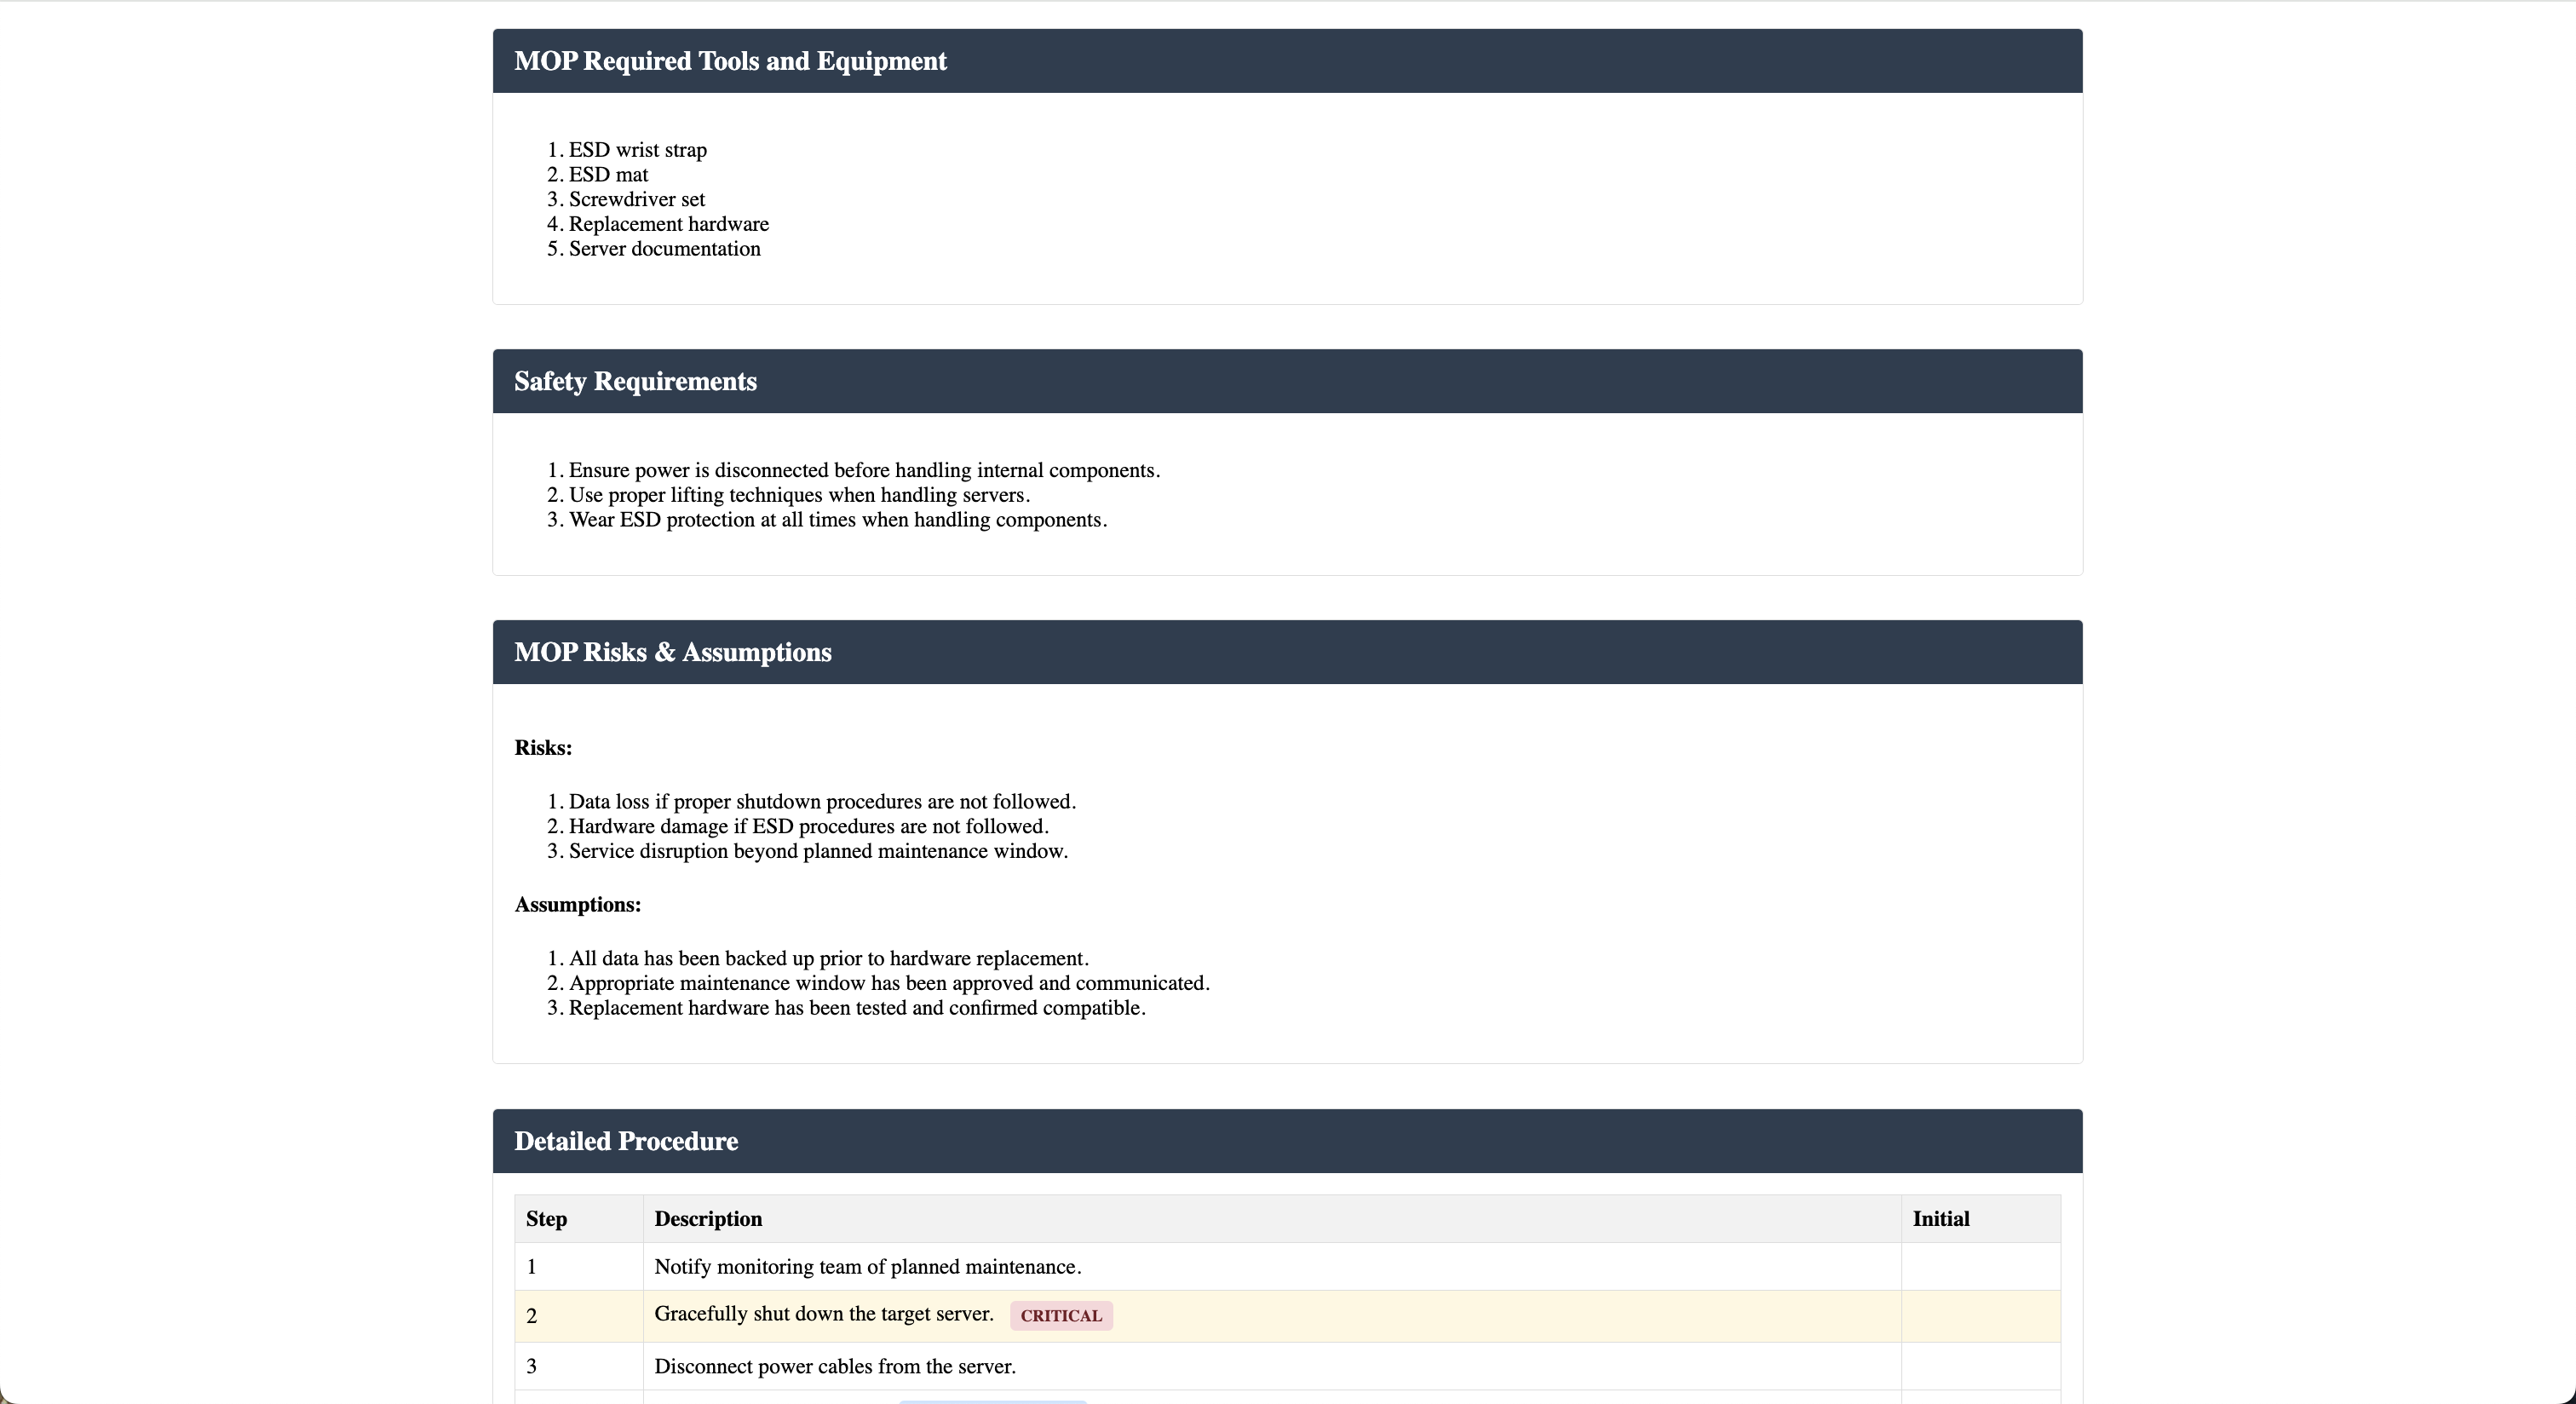 MOP Required Tools and Equipment
1. ESD wrist strap
2. ESD mat
3. Screwdriver set
4. Replacement hardware
5. Server documentation
Safety Requirements
1. Ensure power is disconnected before handling internal components.
2. Use proper lifting techniques when handling servers.
3. Wear ESD protection at all times when handling components.
MOP Risks & Assumptions
Risks:
1. Data loss if proper shutdown procedures are not followed.
2. Hardware damage if ESD procedures are not followed.
3. Service disruption beyond planned maintenance window.
Assumptions:
1. All data has been backed up prior to hardware replacement.
2. Appropriate maintenance window has been approved and communicated.
3. Replacement hardware has been tested and confirmed compatible.
Detailed Procedure
Step Description Initial
1 Notify monitoring team of planned maintenance.
2 Gracefully shut down the target server. CRITICAL
3 Disconnect power cables from the server.